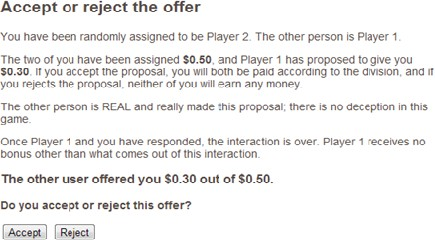 Accept or reject the offer
You have been randomly assigned to be Player 2. The other person is Player 1.
The two of you have been assigned $0.50, and Player 1 has proposed to give you
$0.30. If you accept the proposal, you will both be paid according to the division, and if
you rejects the proposal, neither of you will earn any money.
The other person is REAL and really made this proposal; there is no deception in this
game.
Once Player 1 and you have responded, the interaction is over. Player 1 receives no
bonus other than what comes out of this interaction.
The other user offered you $0.30 out of $0.50.
Do you accept or reject this offer?
Accept Reject